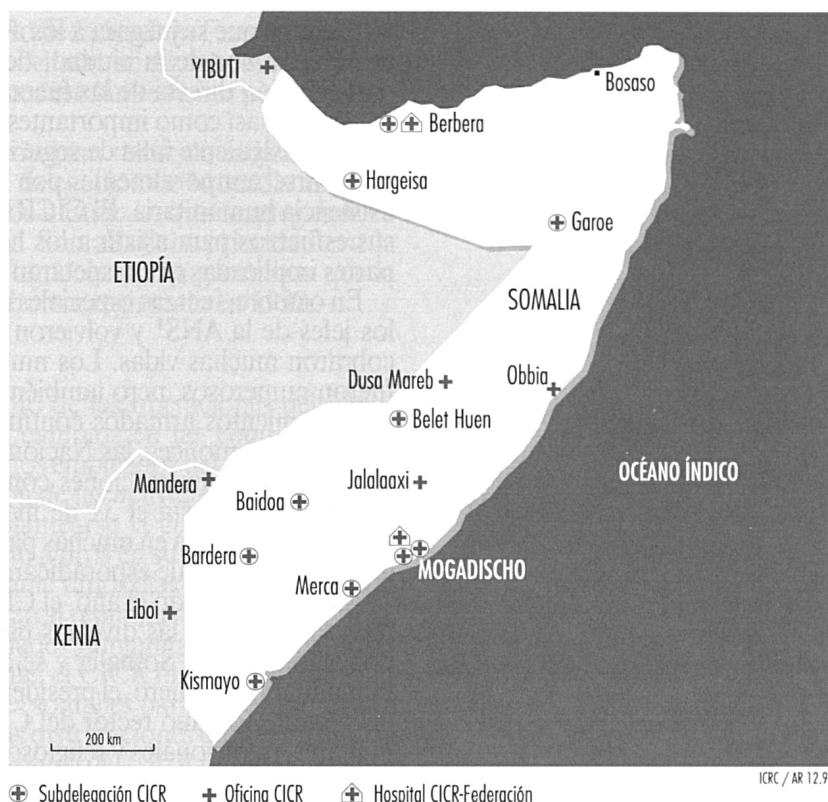 YIBUTI
Bosaso
Berbera
Hargeisa
Garoe
ETIOPÍA
SOMALIA
Dusa Mareb
Obbia
Belet Huen
OCÉANO ÍNDICO
Mandera
Jalalaaxi
Baidoa
Bardera
MOGADISCHO
Merca
Liboi
KENIA
Kismayo
200 km
ICRC / AR 12.9
Subdelegación CICR Oficina CICR Hospital CICR-Federación